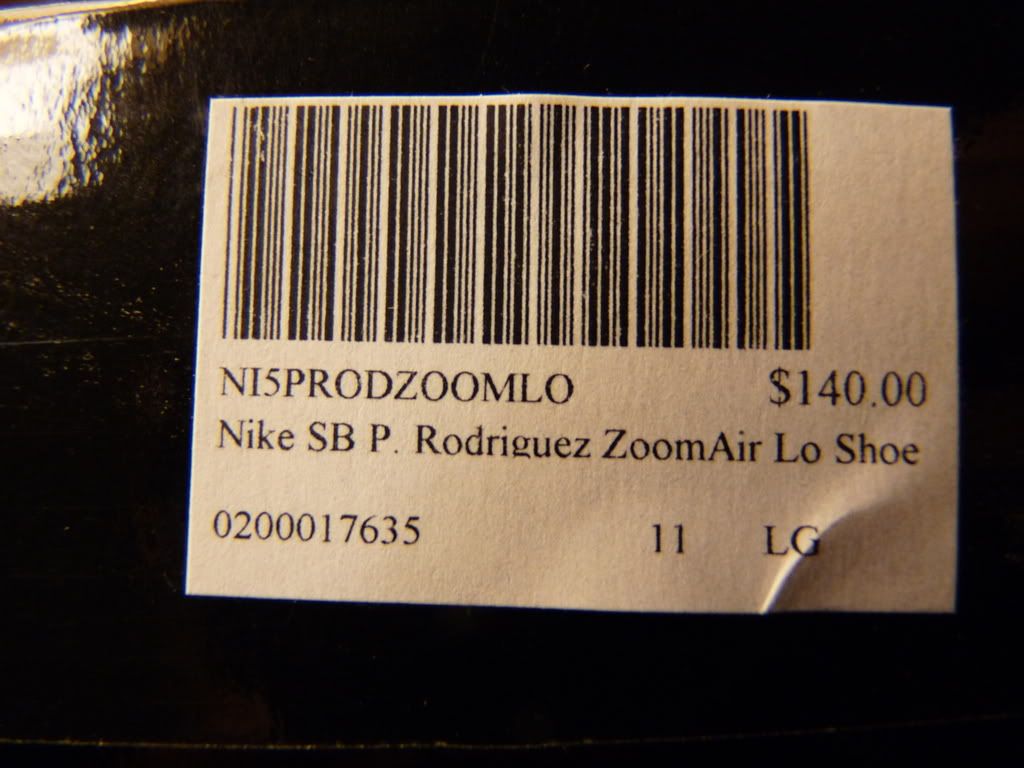 NI5PRODZOOMLO $140.00
Nike SB P. Rodriguez ZoomAir Lo Shoe
0200017635 11 LG